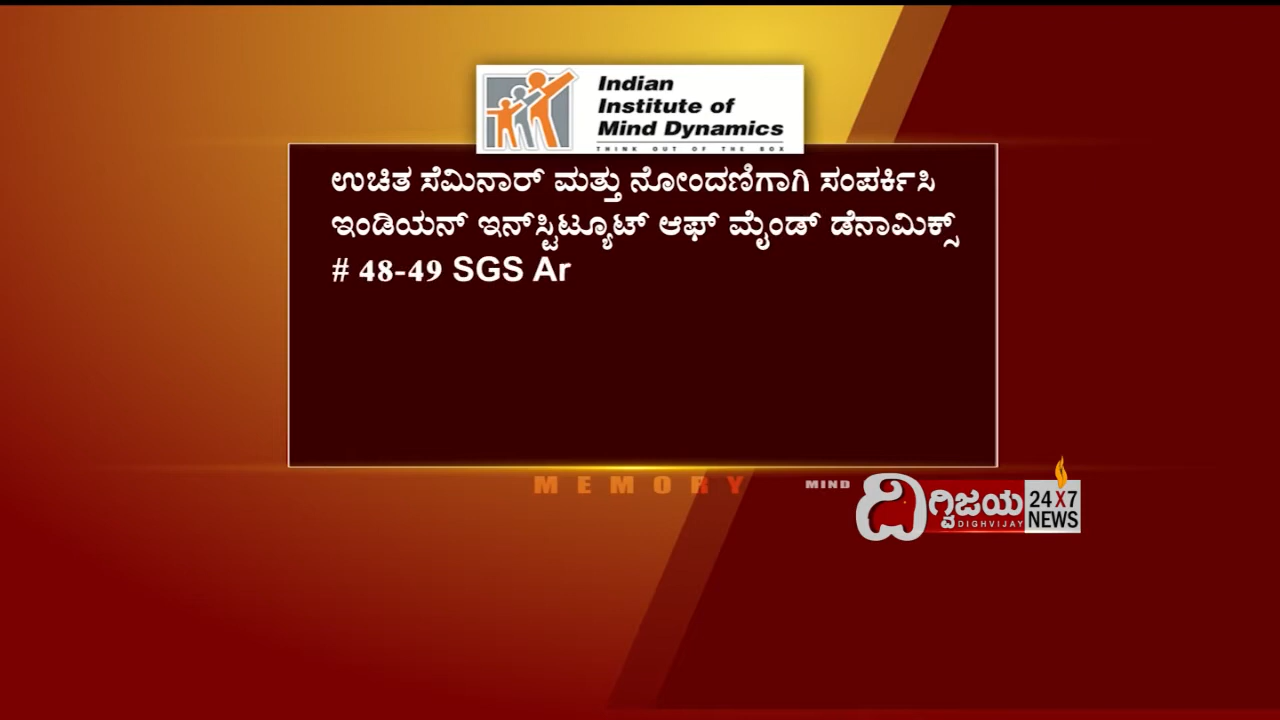 Indian
Institute of
Mind Dynamics
THINK OUT OF THE BOX
ಉಚಿತ ಸೆಮಿನಾರ್ ಮತ್ತು ನೋಂದಣಿಗಾಗಿ ಸಂಪರ್ಕಿಸಿ
ಇಂಡಿಯನ್ ಇನ್‌ಸ್ಟಿಟ್ಯೂಟ್ ಆಫ್ ಮೈಂಡ್ ಡೆನಾಮಿಕ್ಸ್
# 48-49 SGS Ar
MEMORY
MIND
ದಿಗ್ವಿಜಯ
DIGHVIJAY
24X7
NEWS